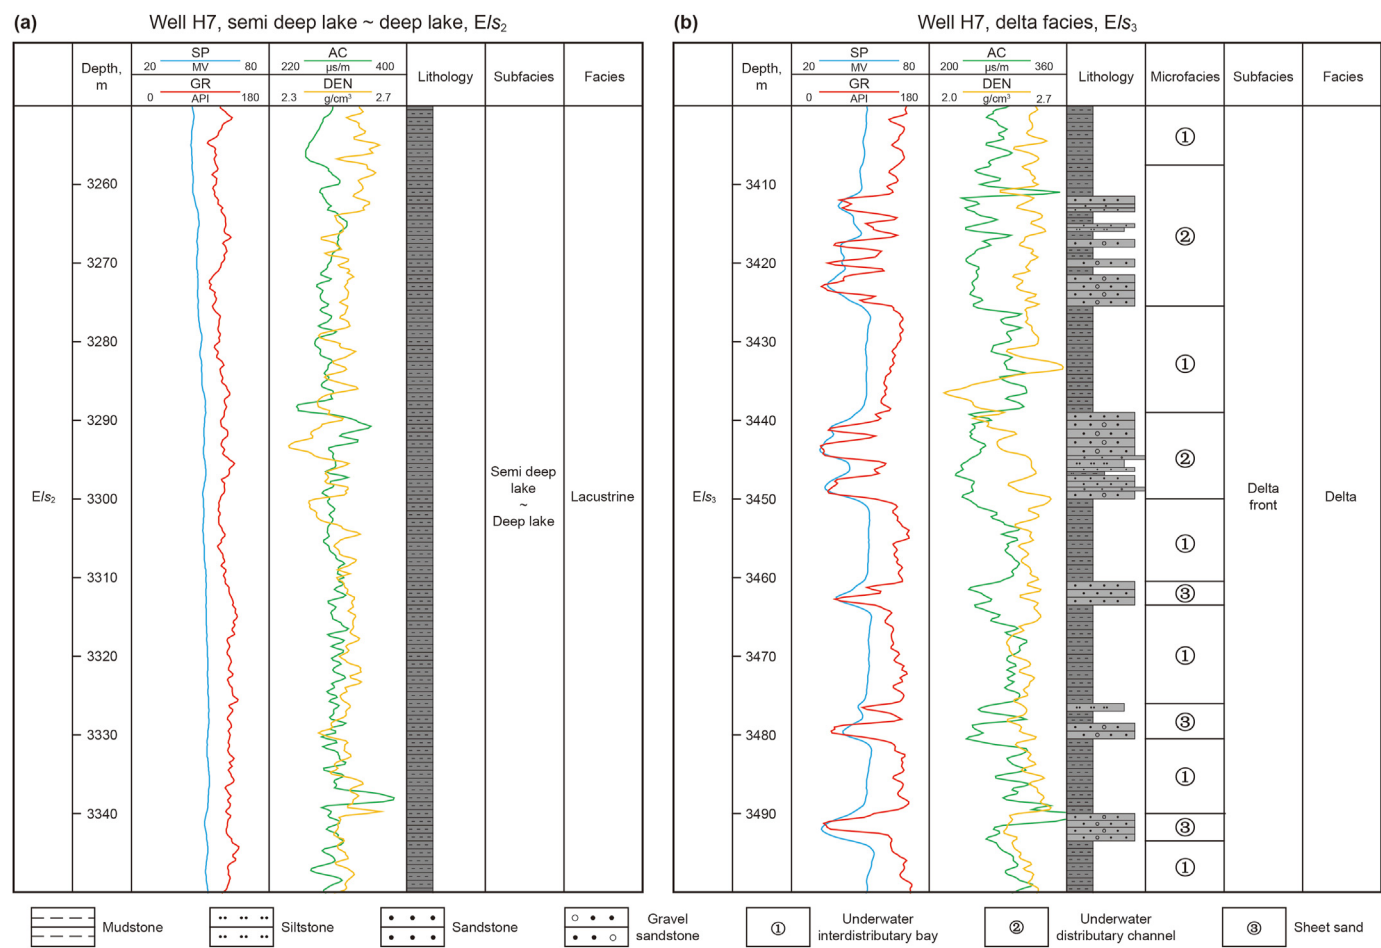 (a) Well H7, semi deep lake ~ deep lake, Els₂
Depth, m
SP
20 MV 80
GR
0 API 180
AC
220 μs/m 400
DEN
2.3 g/cm³ 2.7
Lithology
Subfacies
Facies
3260
3270
3280
3290
3300
3310
3320
3330
3340
Els₂
Semi deep
lake
~
Deep lake
Lacustrine
(b) Well H7, delta facies, Els₃
Depth, m
SP
20 MV 80
GR
0 API 180
AC
200 μs/m 360
DEN
2.0 g/cm³ 2.7
Lithology
Microfacies
Subfacies
Facies
3410
3420
3430
3440
3450
3460
3470
3480
3490
Els₃
①
②
①
②
①
③
①
③
①
③
①
Delta
front
Delta
Mudstone
Siltstone
Sandstone
Gravel
sandstone
① Underwater
interdistributary bay
② Underwater
distributary channel
③ Sheet sand